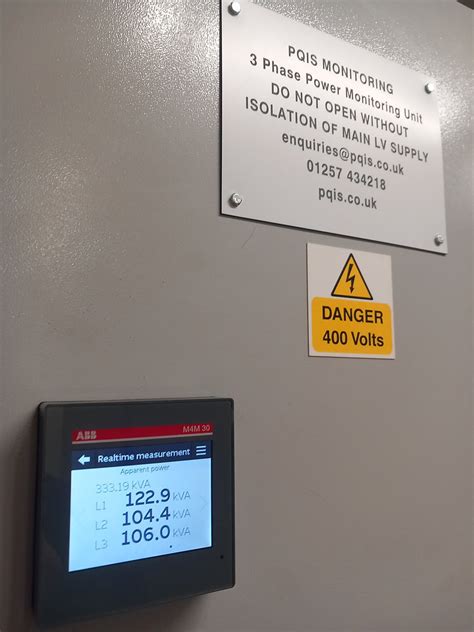 PQIS MONITORING
3 Phase Power Monitoring Unit
DO NOT OPEN WITHOUT
ISOLATION OF MAIN LV SUPPLY
enquiries@pqis.co.uk
01257 434218
pqis.co.uk
DANGER
400 Volts
ABB M4M 30
Realtime measurement
Apparent power
333.19 kVA
L1 122.9 kVA
L2 104.4 kVA
L3 106.0 kVA